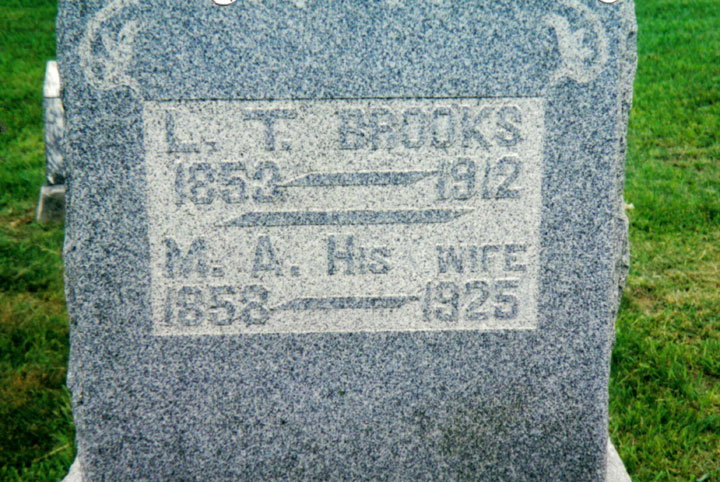 L. T. BROOKS
1852 1912
M. A. HIS WIFE
1858 1925